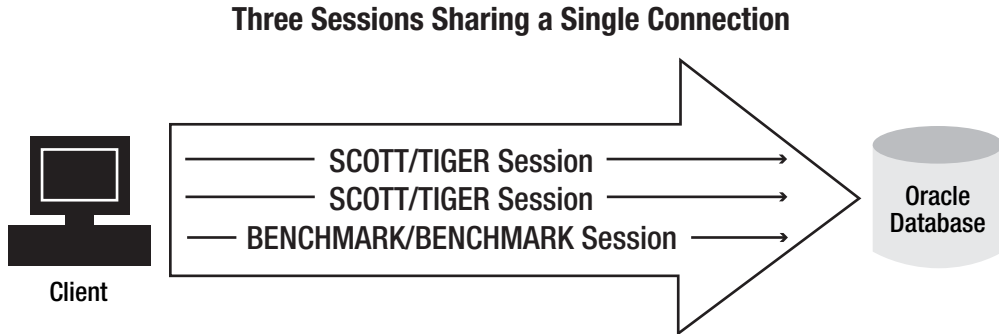 Three Sessions Sharing a Single Connection
SCOTT/TIGER Session
SCOTT/TIGER Session
BENCHMARK/BENCHMARK Session
Client
Oracle
Database